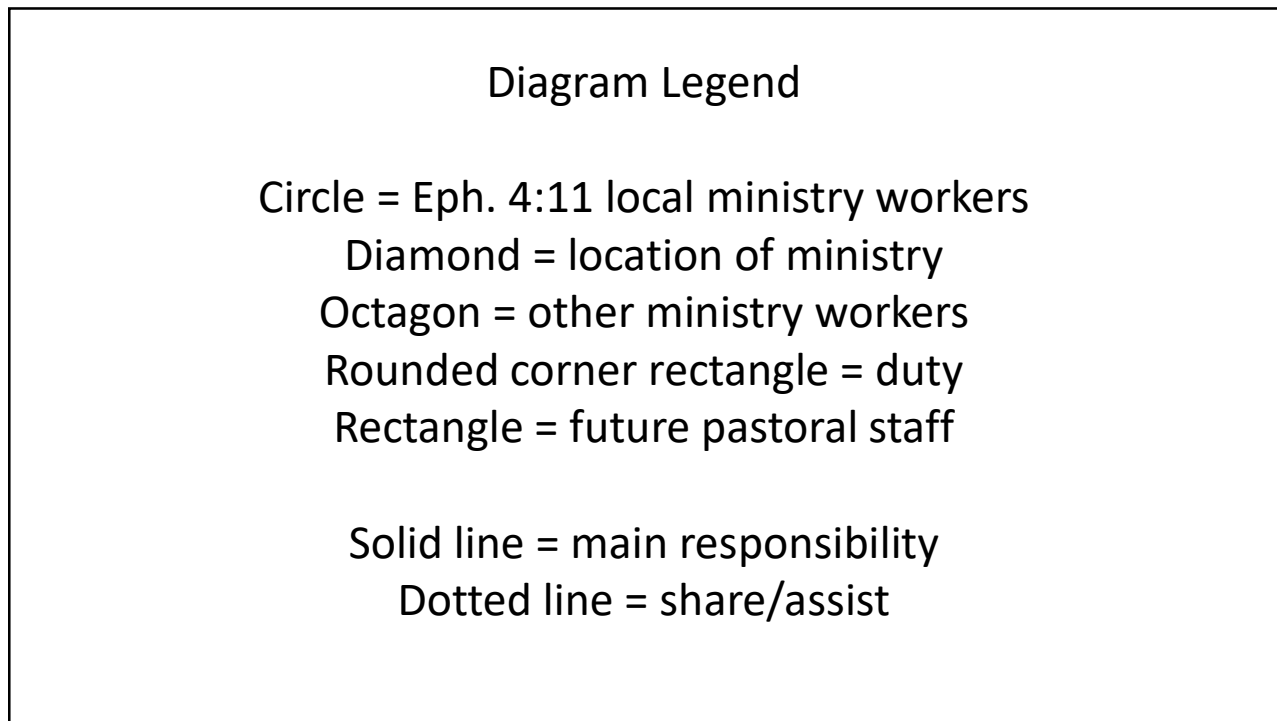 Diagram Legend
Circle = Eph. 4:11 local ministry workers
Diamond = location of ministry
Octagon = other ministry workers
Rounded corner rectangle = duty
Rectangle = future pastoral staff
Solid line = main responsibility
Dotted line = share/assist